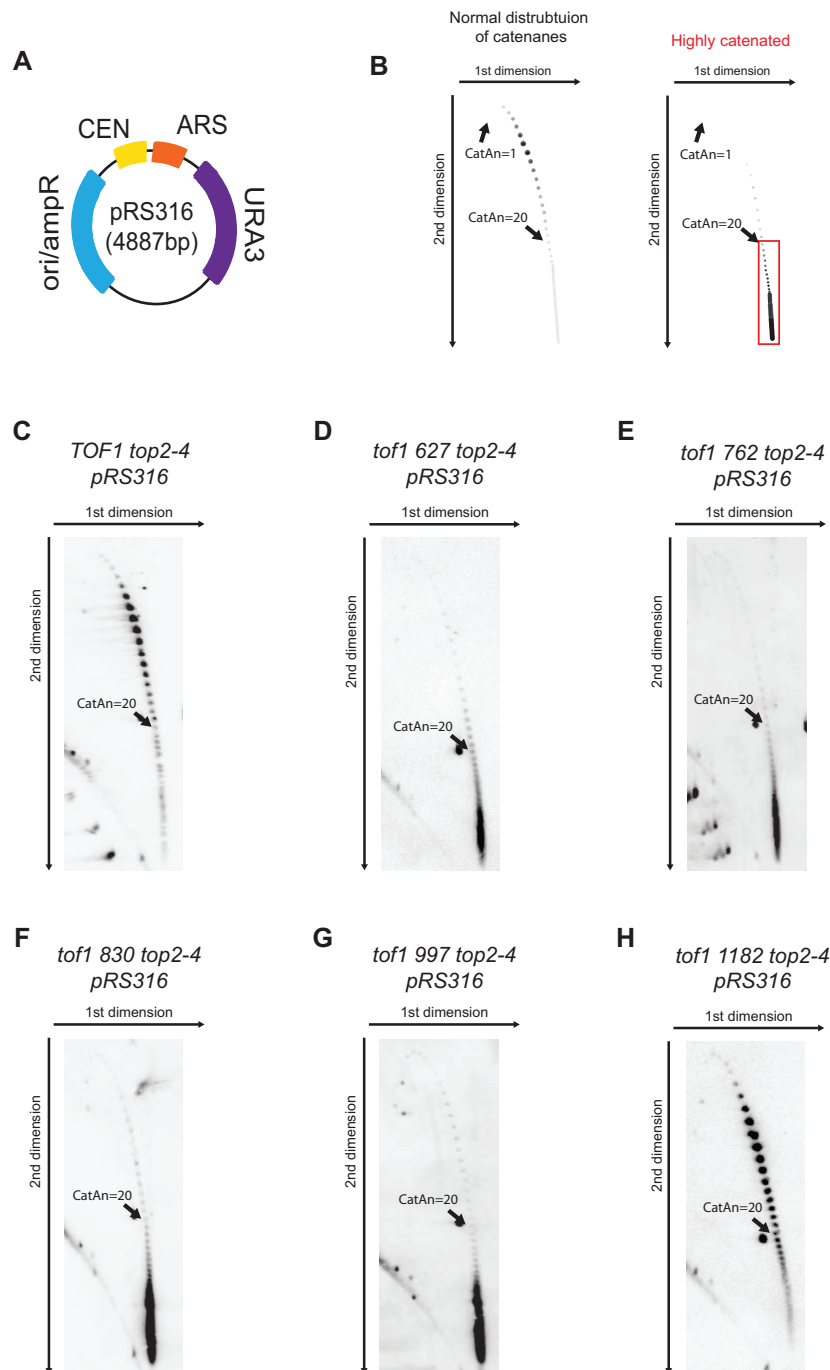 A
CEN
ARS
ori/ampR
URA3
pRS316
(4887bp)
B
Normal distrubtuion
of catenanes
1st dimension
2nd dimension
CatAn=1
CatAn=20
Highly catenated
1st dimension
2nd dimension
CatAn=1
CatAn=20
C
TOF1 top2-4
pRS316
1st dimension
2nd dimension
CatAn=20
D
tof1 627 top2-4
pRS316
1st dimension
2nd dimension
CatAn=20
E
tof1 762 top2-4
pRS316
1st dimension
2nd dimension
CatAn=20
F
tof1 830 top2-4
pRS316
1st dimension
2nd dimension
CatAn=20
G
tof1 997 top2-4
pRS316
1st dimension
2nd dimension
CatAn=20
H
tof1 1182 top2-4
pRS316
1st dimension
2nd dimension
CatAn=20